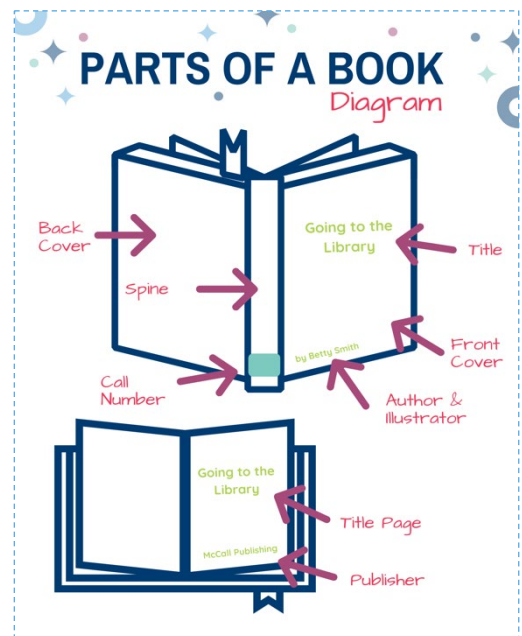 PARTS OF A BOOK
Diagram
Back
Cover
Going to the
Library
Title
Spine
by Betty Smith
Front
Cover
Call
Number
Author &
Illustrator
Going to the
Library
Title Page
McCall Publishing
Publisher